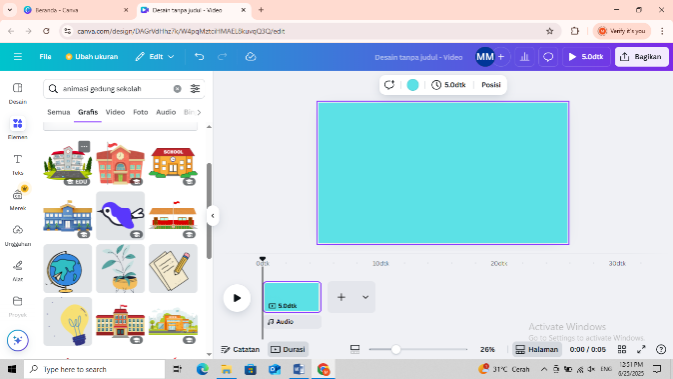 Beranda - Canva
Desain tanpa judul - Video
canva.com/design/DAGrVdHhz7k/W4pqMztoiHMAEL5kavqQ3Q/edit
Verify it's you
File
Ubah ukuran
Edit
Desain tanpa judul - Video
MM
5.0dtk
Bagikan
Desain
Elemen
Teks
Merek
Unggahan
Alat
Proyek
animasi gedung sekolah
Semua
Grafis
Video
Foto
Audio
Bin
EDU
SCHOOL
5.0dtk
Posisi
0dtk
10dtk
20dtk
30dtk
5.0dtk
Audio
Activate Windows
Go to Settings to activate Windows.
Catatan
Durasi
26%
Halaman
0:00 / 0:05
Type here to search
31°C Cerah
ENG
12:51 PM
6/25/2025